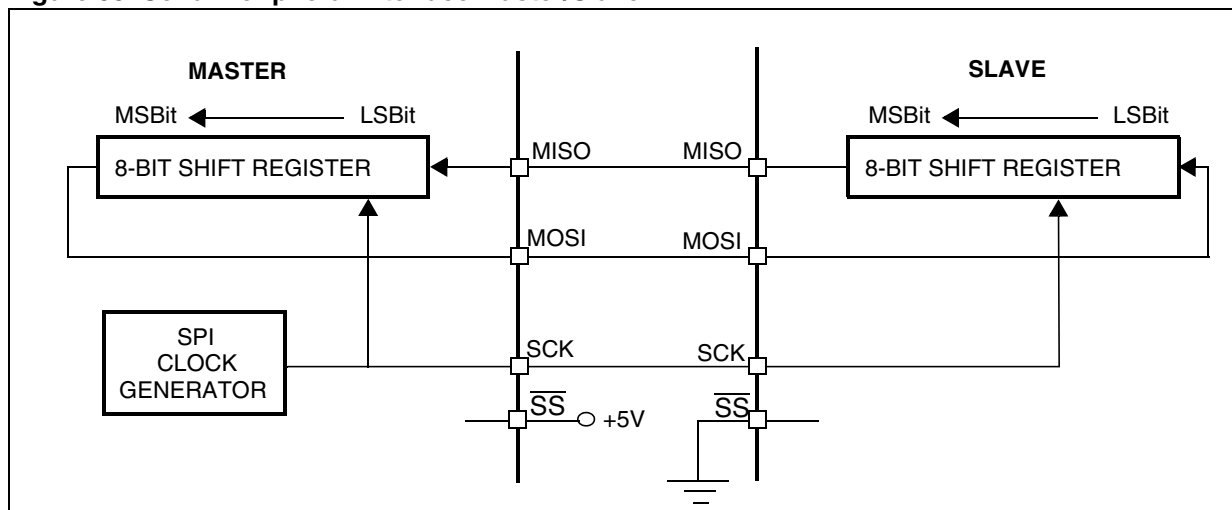 MASTER
SLAVE
MSBit LSBit
MSBit LSBit
8-BIT SHIFT REGISTER
MISO
MISO
8-BIT SHIFT REGISTER
MOSI
MOSI
SPI
CLOCK
GENERATOR
SCK
SCK
SS
+5V
SS